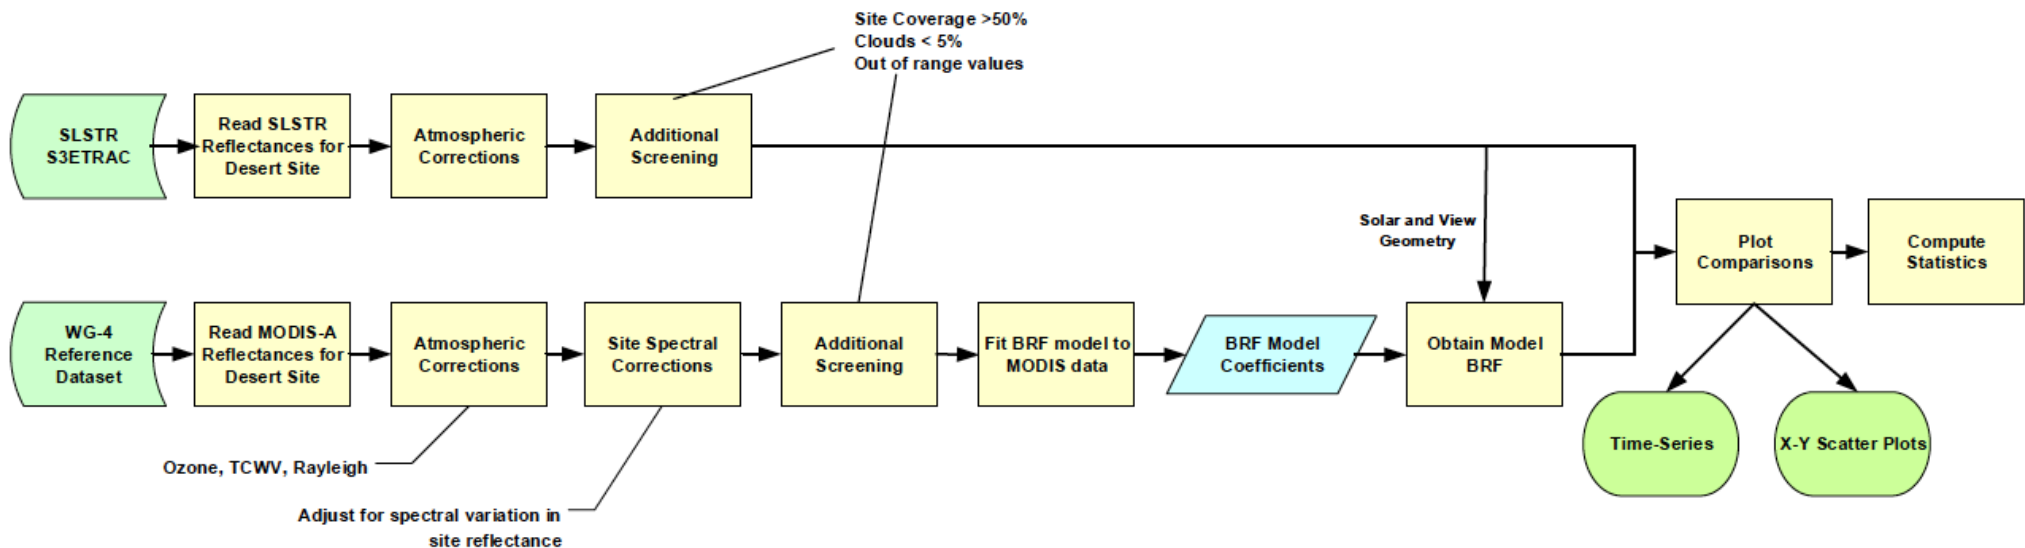 Site Coverage >50%
Clouds < 5%
Out of range values
SLSTR
S3ETRAC
Read SLSTR
Reflectances for
Desert Site
Atmospheric
Corrections
Additional
Screening
Solar and View
Geometry
Plot
Comparisons
Compute
Statistics
WG-4
Reference
Dataset
Read MODIS-A
Reflectances for
Desert Site
Atmospheric
Corrections
Site Spectral
Corrections
Additional
Screening
Fit BRF model to
MODIS data
BRF Model
Coefficients
Obtain Model
BRF
Time-Series
X-Y Scatter Plots
Ozone, TCWV, Rayleigh
Adjust for spectral variation in
site reflectance